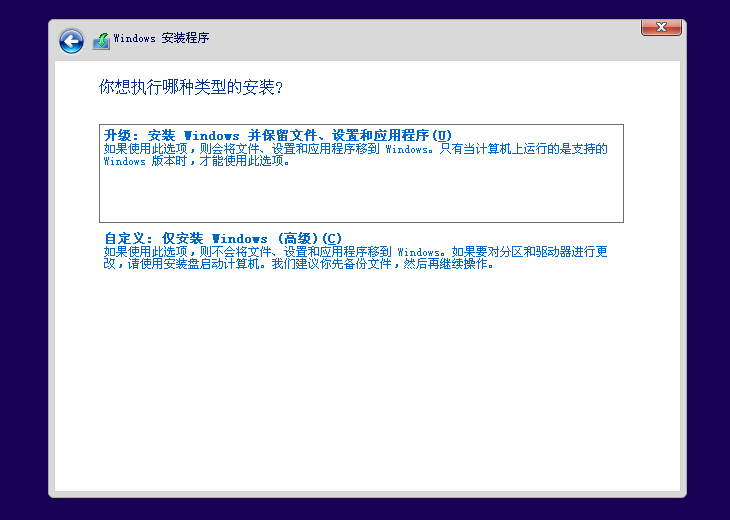 Windows 安装程序
你想执行哪种类型的安装?
升级: 安装 Windows 并保留文件、设置和应用程序(U)
如果使用此选项，则会将文件、设置和应用程序移到 Windows。只有当计算机上运行的是支持的
Windows 版本时，才能使用此选项。
自定义: 仅安装 Windows (高级)(C)
如果使用此选项，则不会将文件、设置和应用程序移到 Windows。如果要对分区和驱动器进行更
改，请使用安装盘启动计算机。我们建议你先备份文件，然后再继续操作。